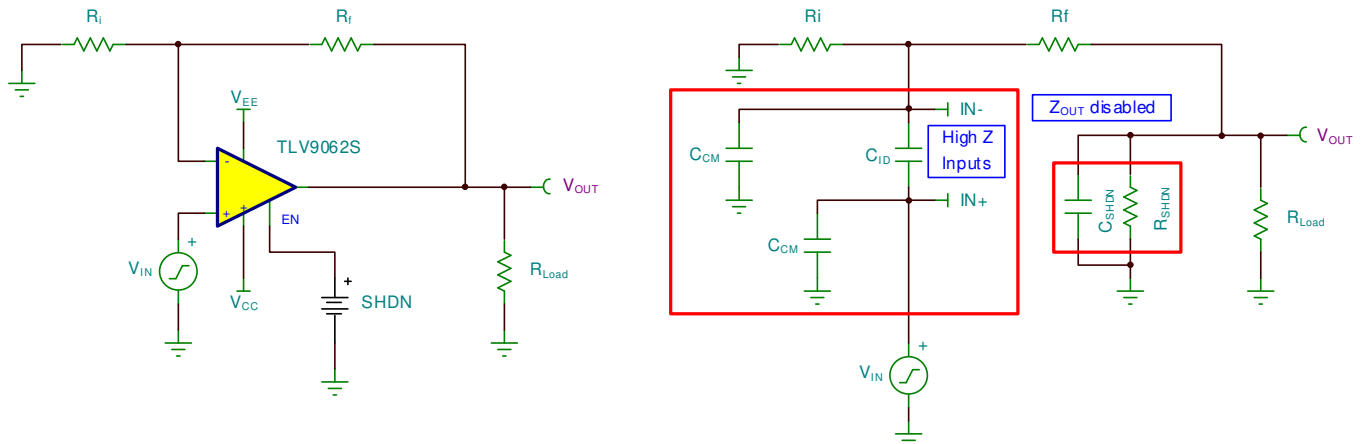 Ri
Rf
VEE
TLV9062S
-
+
+
EN
VOUT
+
VIN
VCC
+
SHDN
RLoad
Ri
Rf
IN-
ZOUT disabled
CCM
CID
High Z
Inputs
VOUT
IN+
CSHDN
RSHDN
RLoad
CCM
+
VIN